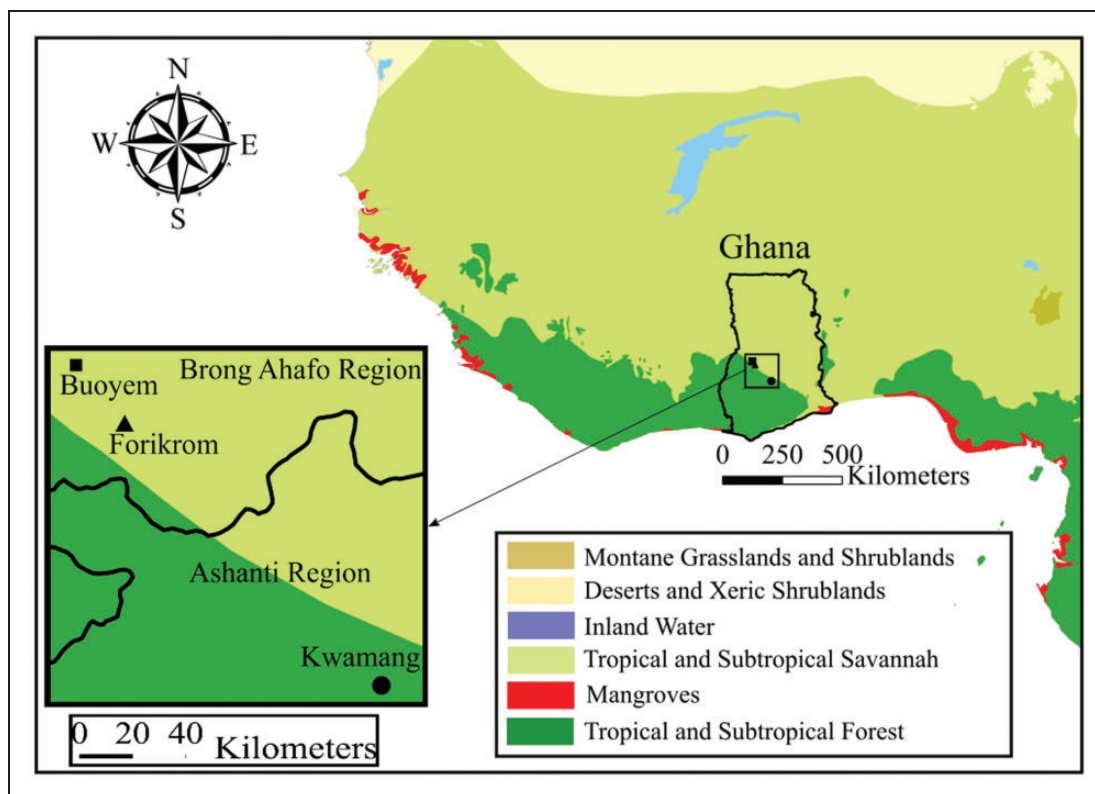 N
W
E
S
Ghana
0 250 500
Kilometers
Buoyem
Brong Ahafo Region
Forikrom
Ashanti Region
Kwamang
0 20 40
Kilometers
Montane Grasslands and Shrublands
Deserts and Xeric Shrublands
Inland Water
Tropical and Subtropical Savannah
Mangroves
Tropical and Subtropical Forest